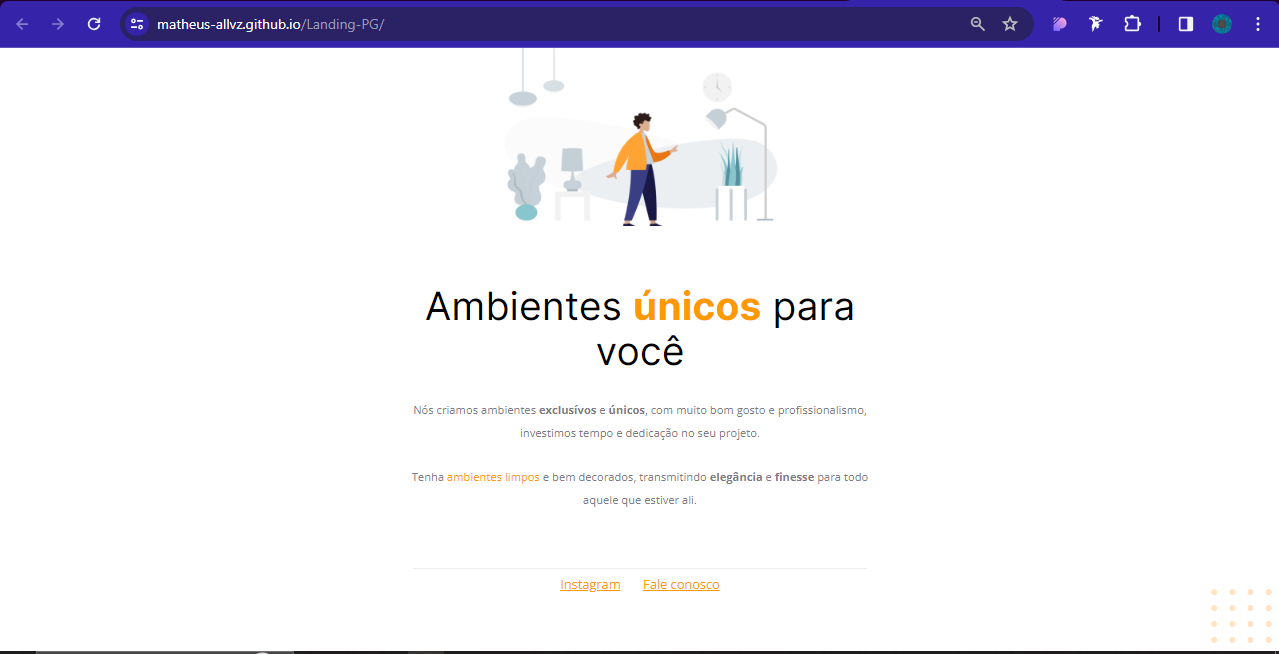 matheus-allvz.github.io/Landing-PG/
Ambientes únicos para
você
Nós criamos ambientes exclusívos e únicos, com muito bom gosto e profissionalismo,
investimos tempo e dedicação no seu projeto.
Tenha ambientes limpos e bem decorados, transmitindo elegância e finesse para todo
aquele que estiver ali.
Instagram Fale conosco